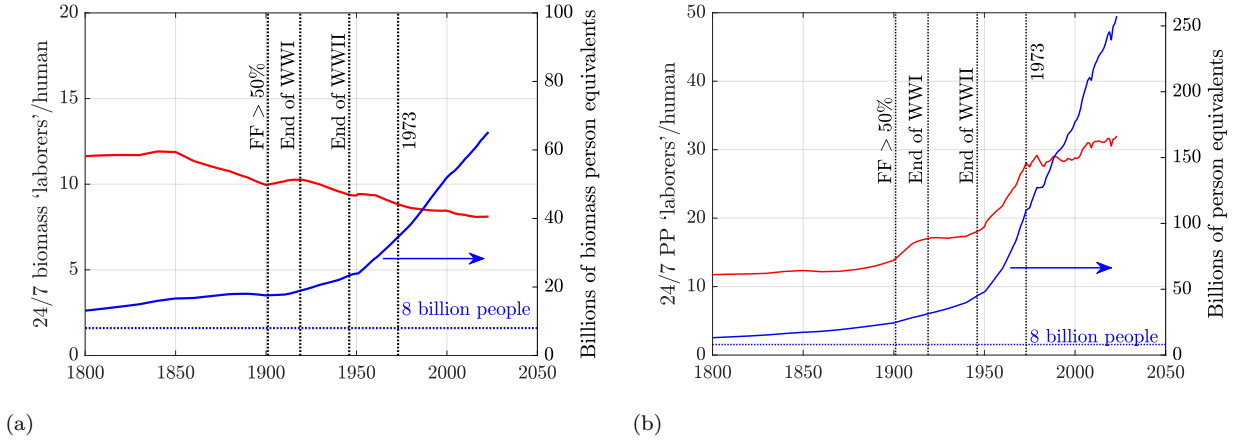 20
15
10
5
0
24/7 biomass ‘laborers’/human
100
80
60
40
20
0
Billions of biomass person equivalents
FF > 50%
End of WWI
End of WWII
1973
8 billion people
1800
1850
1900
1950
2000
2050
(a)
50
40
30
20
10
0
24/7 PP ‘laborers’/human
250
200
150
100
50
0
Billions of person equivalents
FF > 50%
End of WWI
End of WWII
1973
8 billion people
1800
1850
1900
1950
2000
2050
(b)